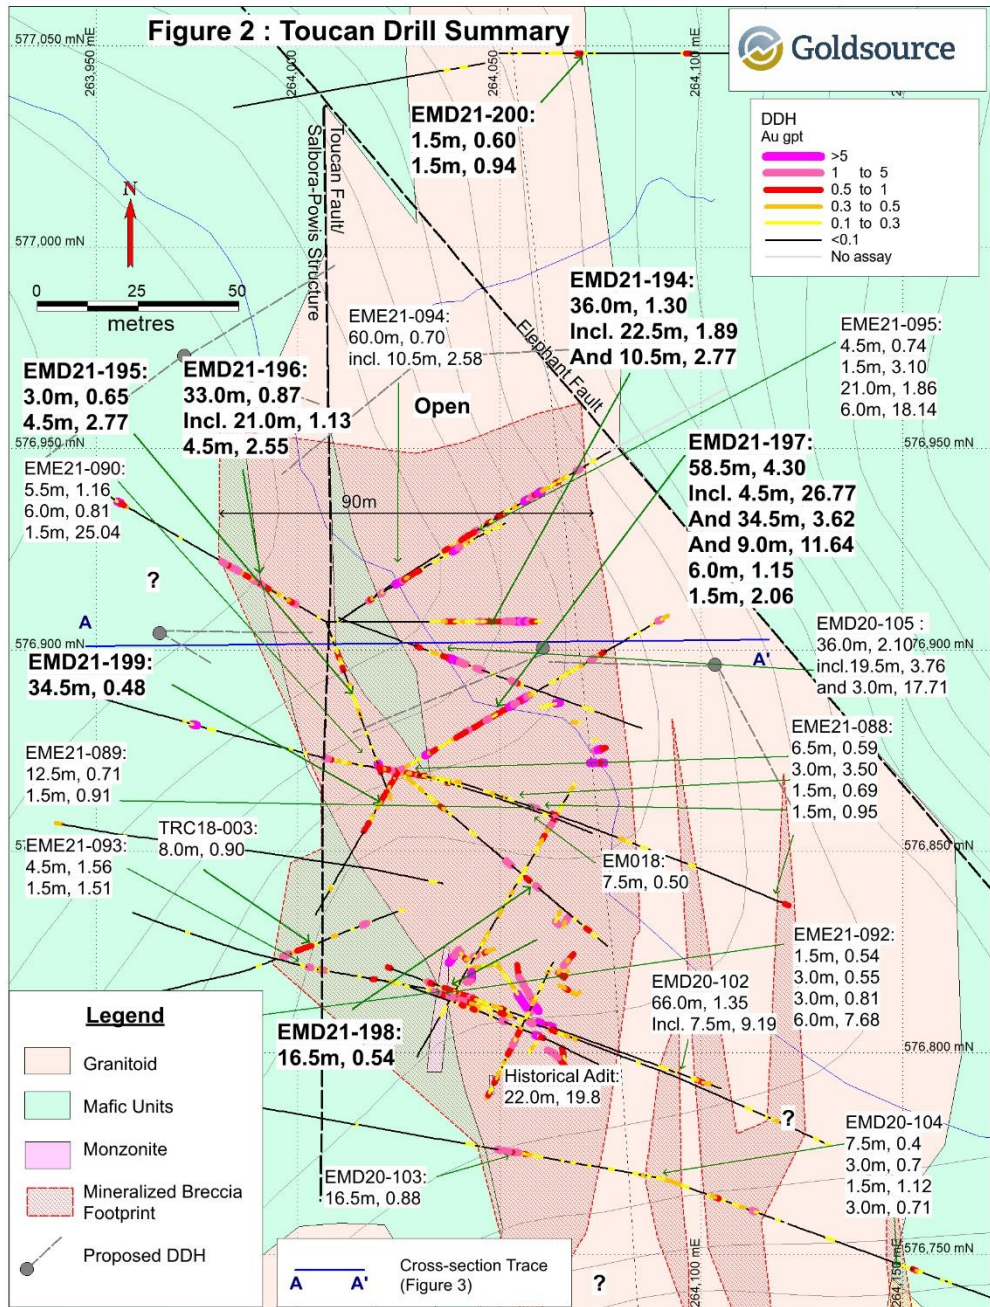 Figure 2 : Toucan Drill Summary
Goldsource
577,050 mN
263,950 mE
264,000 mE
264,050 mE
264,100 mE
EMD21-200:
1.5m, 0.60
1.5m, 0.94
DDH
Au gpt
>5
1 to 5
0.5 to 1
0.3 to 0.5
0.1 to 0.3
<0.1
No assay
Toucan Fault/
Salbora-Powis Structure
N
577,000 mN
0 50
metres
EME21-094:
60.0m, 0.70
incl. 10.5m, 2.58
Elephant Fault
EMD21-194:
36.0m, 1.30
Incl. 22.5m, 1.89
And 10.5m, 2.77
EME21-095:
4.5m, 0.74
1.5m, 3.10
21.0m, 1.86
6.0m, 18.14
EMD21-195:
3.0m, 0.65
4.5m, 2.77
EMD21-196:
33.0m, 0.87
Incl. 21.0m, 1.13
4.5m, 2.55
Open
576,950 mN
576,950 mN
EMD21-197:
58.5m, 4.30
Incl. 4.5m, 26.77
And 34.5m, 3.62
And 9.0m, 11.64
6.0m, 1.15
1.5m, 2.06
EME21-090:
5.5m, 1.16
6.0m, 0.81
1.5m, 25.04
90m
?
A
576,900 mN
576,900 mN
A'
EMD20-105 :
36.0m, 2.10
incl.19.5m, 3.76
and 3.0m, 17.71
EMD21-199:
34.5m, 0.48
EME21-089:
12.5m, 0.71
1.5m, 0.91
EME21-088:
6.5m, 0.59
3.0m, 3.50
1.5m, 0.69
1.5m, 0.95
TRC18-003:
8.0m, 0.90
EME21-093:
4.5m, 1.56
1.5m, 1.51
576,850 mN
EM018:
7.5m, 0.50
EME21-092:
1.5m, 0.54
3.0m, 0.55
3.0m, 0.81
6.0m, 7.68
EMD20-102
66.0m, 1.35
Incl. 7.5m, 9.19
EMD21-198:
16.5m, 0.54
Historical Adit:
22.0m, 19.8
576,800 mN
?
EMD20-104
7.5m, 0.4
3.0m, 0.7
1.5m, 1.12
3.0m, 0.71
EMD20-103:
16.5m, 0.88
Legend
Granitoid
Mafic Units
Monzonite
Mineralized Breccia
Footprint
Proposed DDH
A A'
Cross-section Trace
(Figure 3)
?
264,100 mE
264,150 mE
576,750 mN